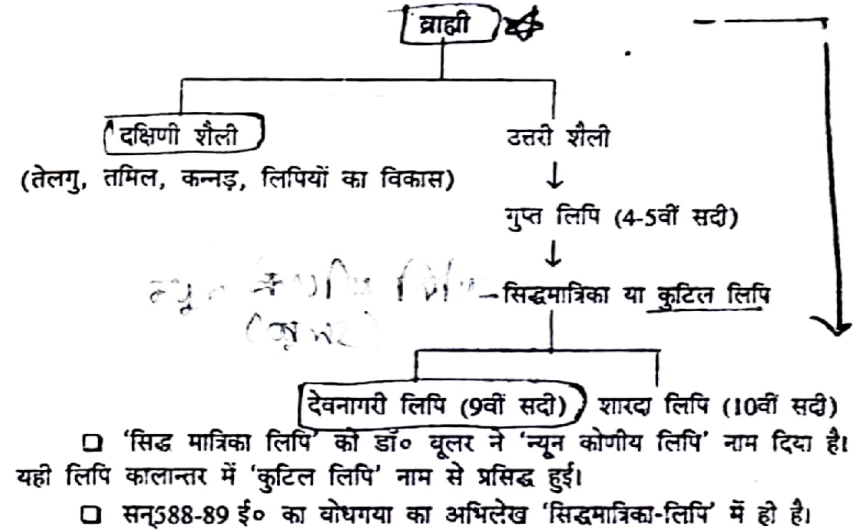 ब्राह्मी
दक्षिणी शैली
उत्तरी शैली
(तेलगु, तमिल, कन्नड़, लिपियों का विकास)
गुप्त लिपि (4-5वीं सदी)
न्यून
सिद्धमात्रिका या कुटिल लिपि
देवनागरी लिपि (9वीं सदी) शारदा लिपि (10वीं सदी)
❑ 'सिद्ध मात्रिका लिपि' को डॉ० वूलर ने 'न्यून कोणीय लिपि' नाम दिया है।
यही लिपि कालान्तर में 'कुटिल लिपि' नाम से प्रसिद्ध हुई।
❑ सन्588-89 ई० का वोधगया का अभिलेख 'सिद्धमात्रिका-लिपि' में ही है।